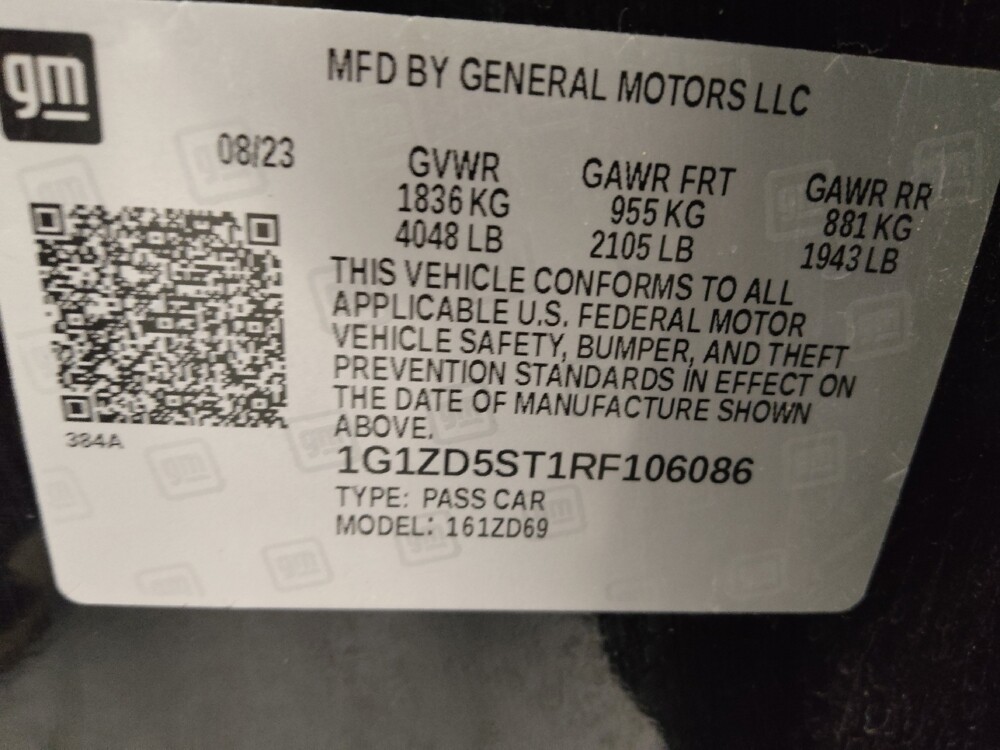 gm
MFD BY GENERAL MOTORS LLC
08/23
GVWR
1836 KG
4048 LB
GAWR FRT
955 KG
2105 LB
GAWR RR
881 KG
1943 LB
THIS VEHICLE CONFORMS TO ALL
APPLICABLE U.S. FEDERAL MOTOR
VEHICLE SAFETY, BUMPER, AND THEFT
PREVENTION STANDARDS IN EFFECT ON
THE DATE OF MANUFACTURE SHOWN
ABOVE.
384A
1G1ZD5ST1RF106086
TYPE: PASS CAR
MODEL: 161ZD69